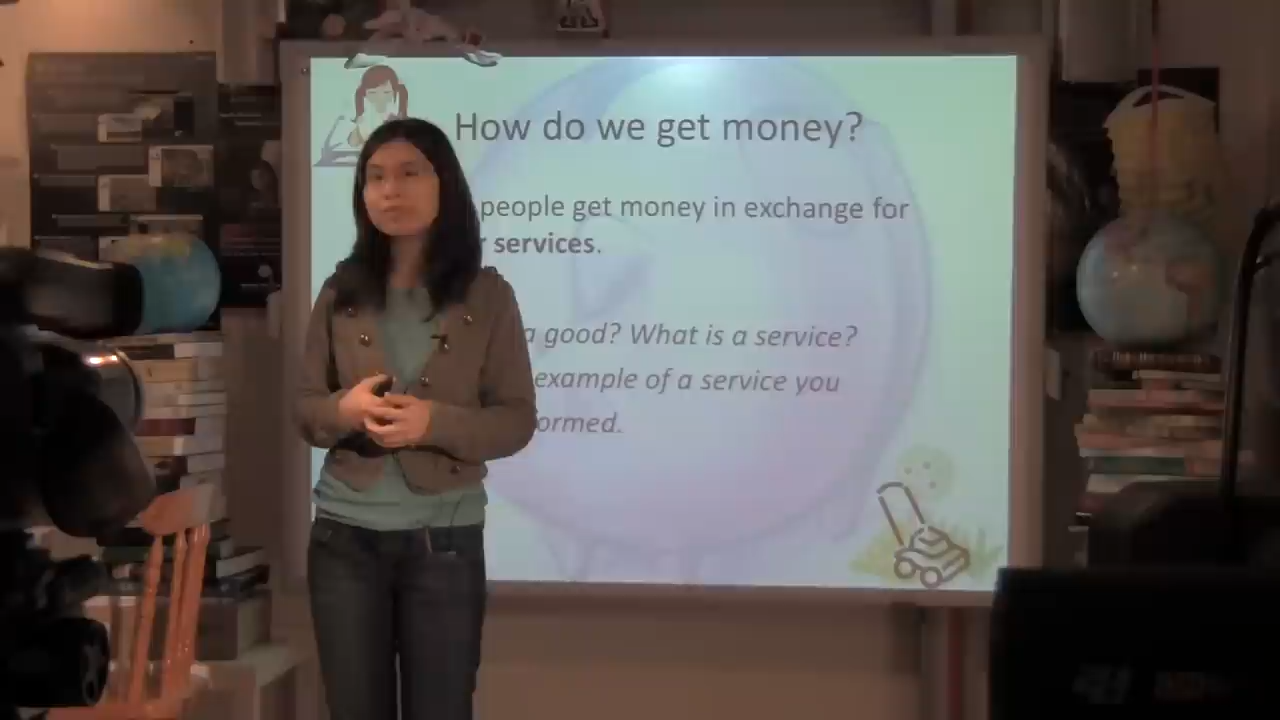 How do we get money?
people get money in exchange for
services.
a good? What is a service?
example of a service you